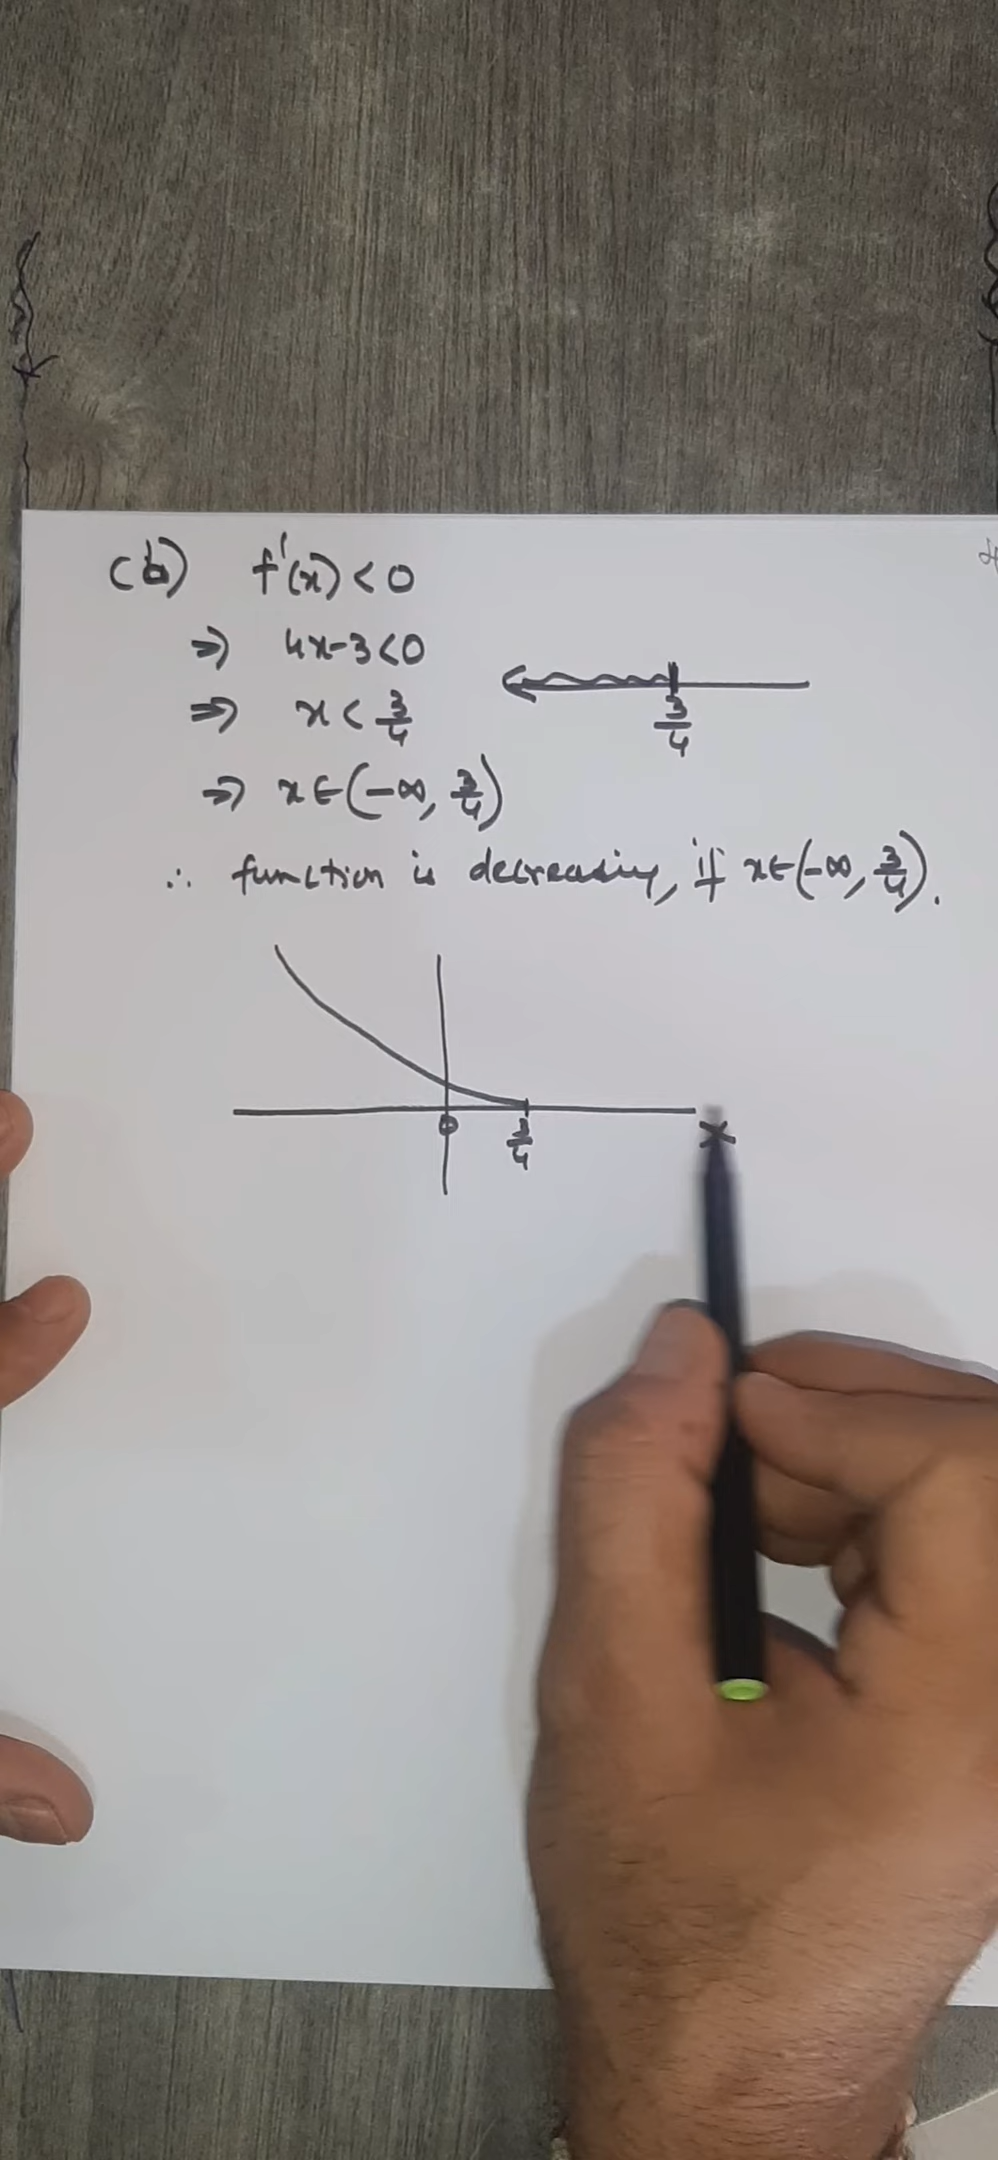 (b) f'(x) < 0
⇒ 4x-3<0
⇒ x < 3/4
3/4
⇒ x ∈ (-∞, 3/4)
∴ function is decreasing, if x ∈ (-∞, 3/4).
0 3/4 X